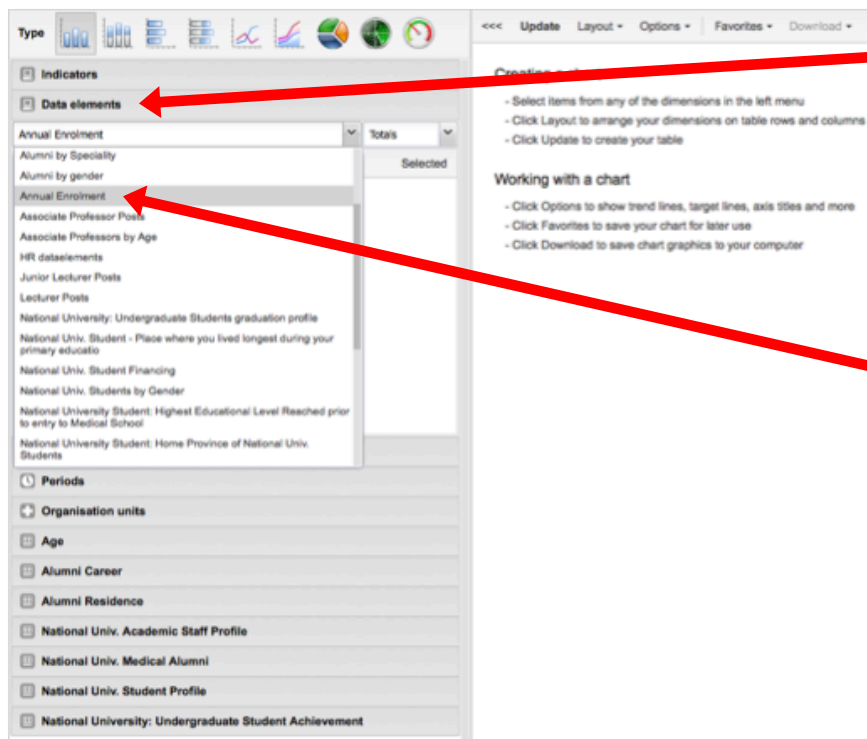 Type
<<< Update Layout Options Favorites Download
Indicators
Data elements
Annual Enrolment Totals
Alumni by Speciality
Selected
Alumni by gender
Annual Enrolment
Associate Professor Posts
Associate Professors by Age
HR dataelements
Junior Lecturer Posts
Lecturer Posts
National University: Undergraduate Students graduation profile
National Univ. Student - Place where you lived longest during your
primary educatio
National Univ. Student Financing
National Univ. Students by Gender
National University Student: Highest Educational Level Reached prior
to entry to Medical School
National University Student: Home Province of National Univ.
Students
Periods
Organisation units
Age
Alumni Career
Alumni Residence
National Univ. Academic Staff Profile
National Univ. Medical Alumni
National Univ. Student Profile
National University: Undergraduate Student Achievement
Creating a
- Select items from any of the dimensions in the left menu
- Click Layout to arrange your dimensions on table rows and columns
- Click Update to create your table
Working with a chart
- Click Options to show trend lines, target lines, axis titles and more
- Click Favorites to save your chart for later use
- Click Download to save chart graphics to your computer